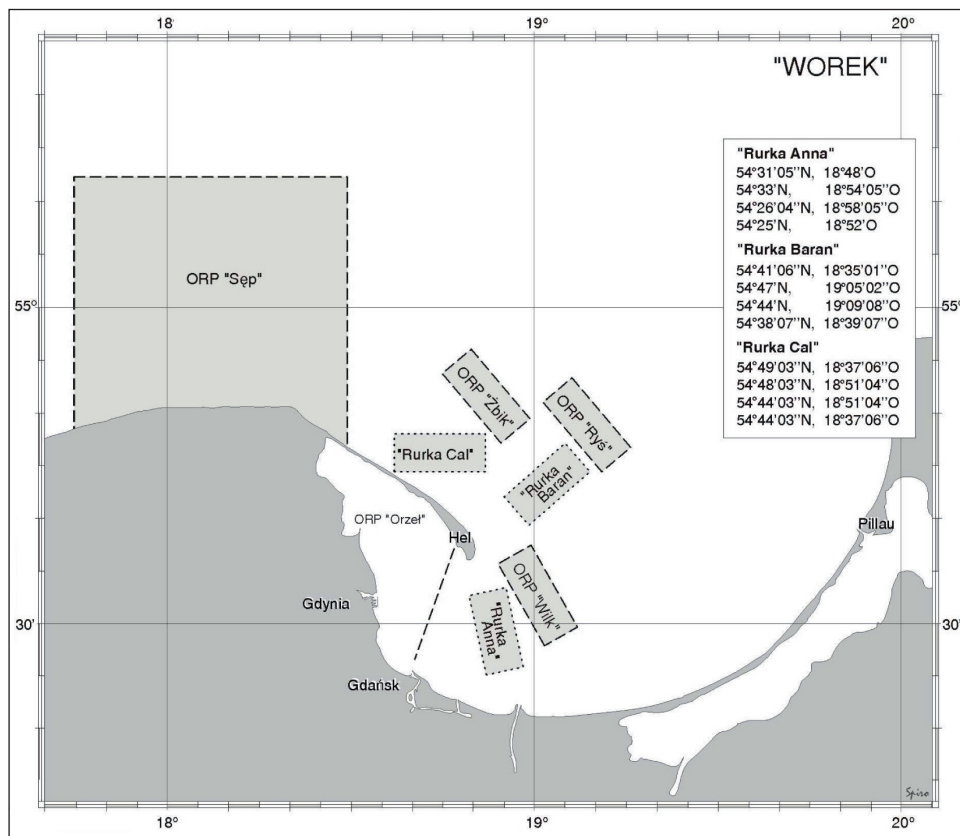 18°
19°
20°
"WOREK"
"Rurka Anna"
54°31'05''N, 18°48'O
54°33'N, 18°54'05''O
54°26'04''N, 18°58'05''O
54°25'N, 18°52'O
"Rurka Baran"
54°41'06''N, 18°35'01''O
54°47'N, 19°05'02''O
54°44'N, 19°09'08''O
54°38'07''N, 18°39'07''O
"Rurka Cal"
54°49'03''N, 18°37'06''O
54°48'03''N, 18°51'04''O
54°44'03''N, 18°51'04''O
54°44'03''N, 18°37'06''O
ORP "Sęp"
55°
55°
ORP "Żbik"
ORP "Ryś"
"Rurka Cal"
"Rurka
Baran"
ORP "Orzeł"
Hel
Pillau
ORP "Wilk"
"Rurka
Anna"
Gdynia
30'
30'
Gdańsk
Spiro
18°
19°
20°